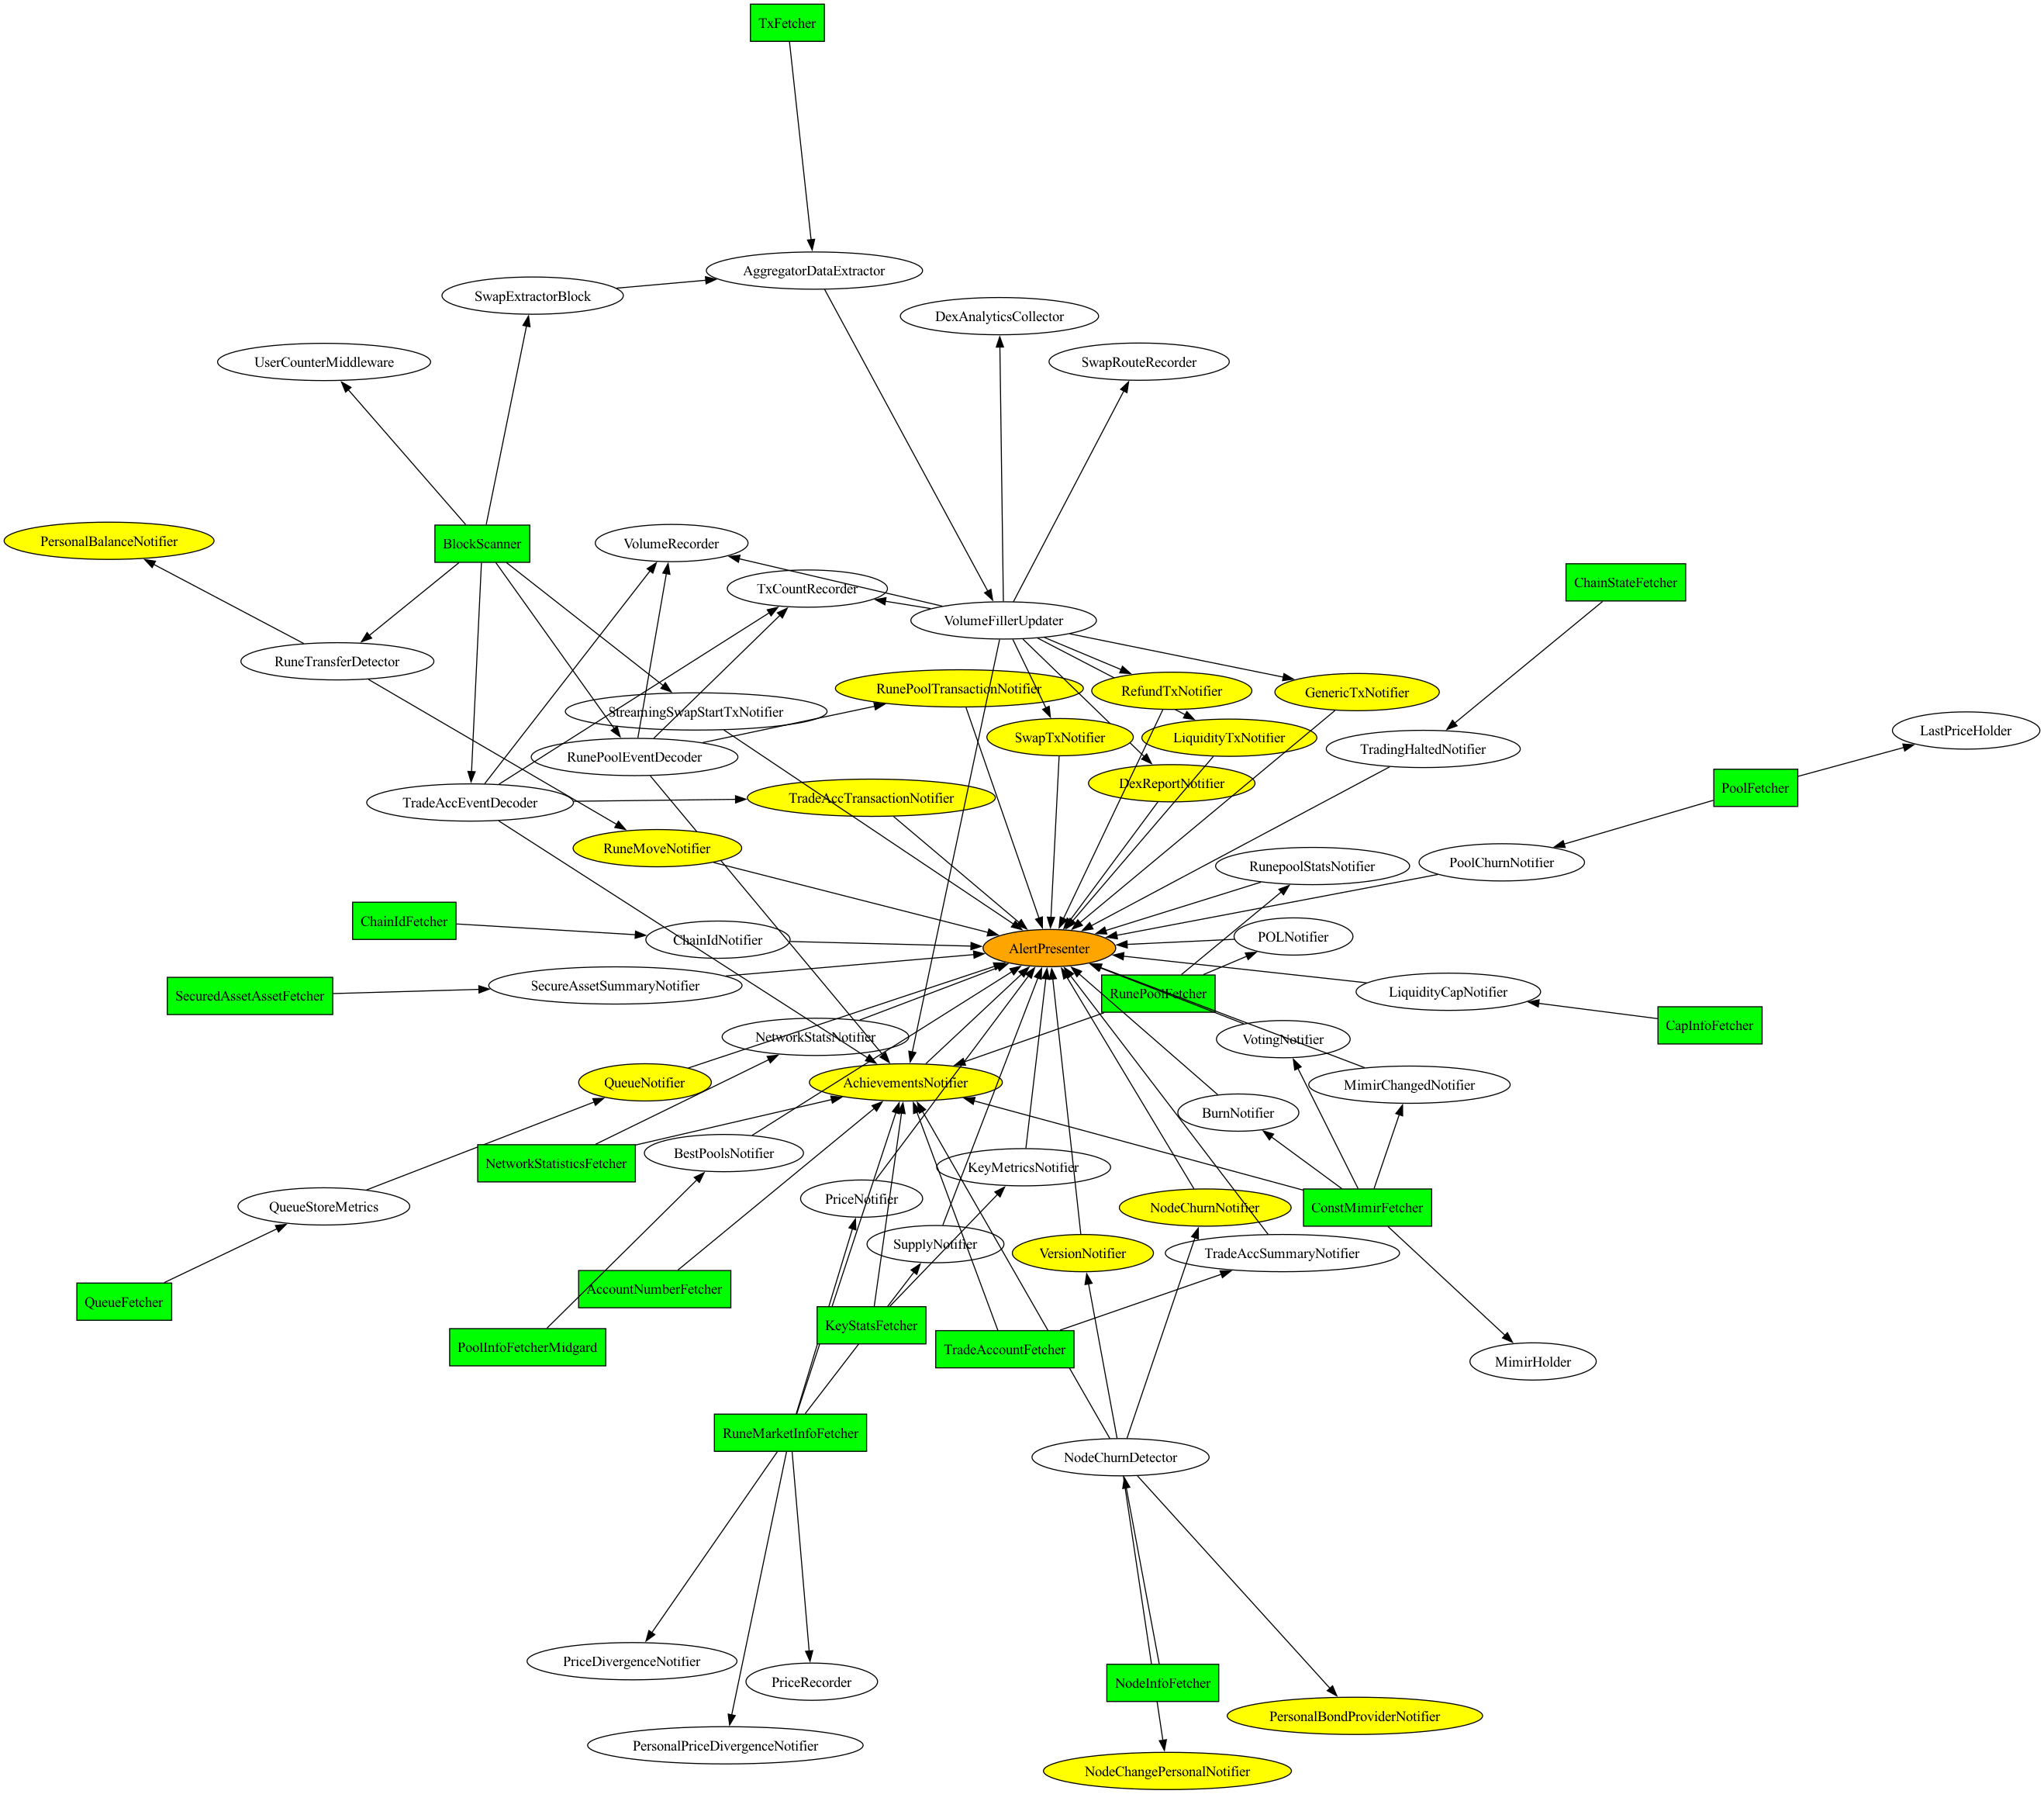 TxFetcher
AggregatorDataExtractor
SwapExtractorBlock
DexAnalyticsCollector
UserCounterMiddleware
SwapRouteRecorder
PersonalBalanceNotifier
BlockScanner
VolumeRecorder
ChainStateFetcher
TxCountRecorder
VolumeFillerUpdater
RuneTransferDetector
RunePoolTransactionNotifier
RefundTxNotifier
GenericTxNotifier
StreamingSwapStartTxNotifier
LastPriceHolder
SwapTxNotifier
LiquidityTxNotifier
TradingHaltedNotifier
RunePoolEventDecoder
DexReportNotifier
PoolFetcher
TradeAccTransactionNotifier
TradeAccEventDecoder
RuneMoveNotifier
PoolChurnNotifier
RunepoolStatsNotifier
ChainIdFetcher
ChainIdNotifier
POLNotifier
AlertPresenter
SecureAssetSummaryNotifier
SecuredAssetAssetFetcher
RunePoolFetcher
LiquidityCapNotifier
CapInfoFetcher
NetworkStatsNotifier
VotingNotifier
QueueNotifier
AchievementsNotifier
MimirChangedNotifier
BurnNotifier
BestPoolsNotifier
NetworkStatisticsFetcher
KeyMetricsNotifier
PriceNotifier
QueueStoreMetrics
NodeChurnNotifier
ConstMimirFetcher
SupplyNotifier
VersionNotifier
TradeAccSummaryNotifier
AccountNumberFetcher
QueueFetcher
KeyStatsFetcher
PoolInfoFetcherMidgard
TradeAccountFetcher
MimirHolder
RuneMarketInfoFetcher
NodeChurnDetector
PriceDivergenceNotifier
PriceRecorder
NodeInfoFetcher
PersonalBondProviderNotifier
PersonalPriceDivergenceNotifier
NodeChangePersonalNotifier